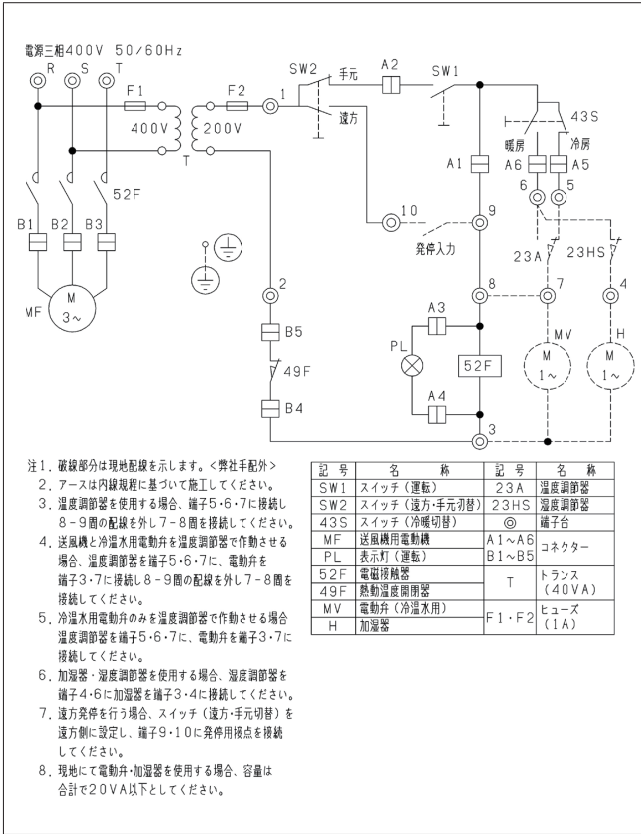 電源三相400V 50/60Hz
R S T
F1
400V
200V
T
F2
1
SW2
手元
遠方
A2
SW1
43S
暖房
冷房
A1
A6
A5
6
5
52F
B1
B2
B3
MF
M
3~
10
発停入力
9
23A
23HS
2
8
7
4
B5
49F
B4
A3
PL
A4
52F
MV
M
1~
H
M
1~
3
注1. 破線部分は現地配線を示します。<弊社手配外>
2. アースは内線規程に基づいて施工してください。
3. 温度調節器を使用する場合、端子5・6・7に接続し
8-9間の配線を外し7-8間を接続してください。
4. 送風機と冷温水用電動弁を温度調節器で作動させる
場合、温度調節器を端子5・6・7に、電動弁を
端子3・7に接続し8-9間の配線を外し7-8間を
接続してください。
5. 冷温水用電動弁のみを温度調節器で作動させる場合
温度調節器を端子5・6・7に、電動弁を端子3・7に
接続してください。
6. 加湿器・湿度調節器を使用する場合、湿度調節器を
端子4・6に加湿器を端子3・4に接続してください。
7. 遠方発停を行う場合、スイッチ(遠方・手元切替)を
遠方側に設定し、端子9・10に発停用接点を接続
してください。
8. 現地にて電動弁・加湿器を使用する場合、容量は
合計で20VA以下としてください。
記号 名称 記号 名称
SW1 スイッチ(運転) 23A 温度調節器
SW2 スイッチ(遠方・手元切替) 23HS 湿度調節器
43S スイッチ(冷暖切替) ◎ 端子台
MF 送風機用電動機 A1~A6 B1~B5 コネクター
PL 表示灯(運転)
52F 電磁接触器 T トランス(40VA)
49F 熱動温度開閉器
MV 電動弁(冷温水用) F1・F2 ヒューズ(1A)
H 加湿器